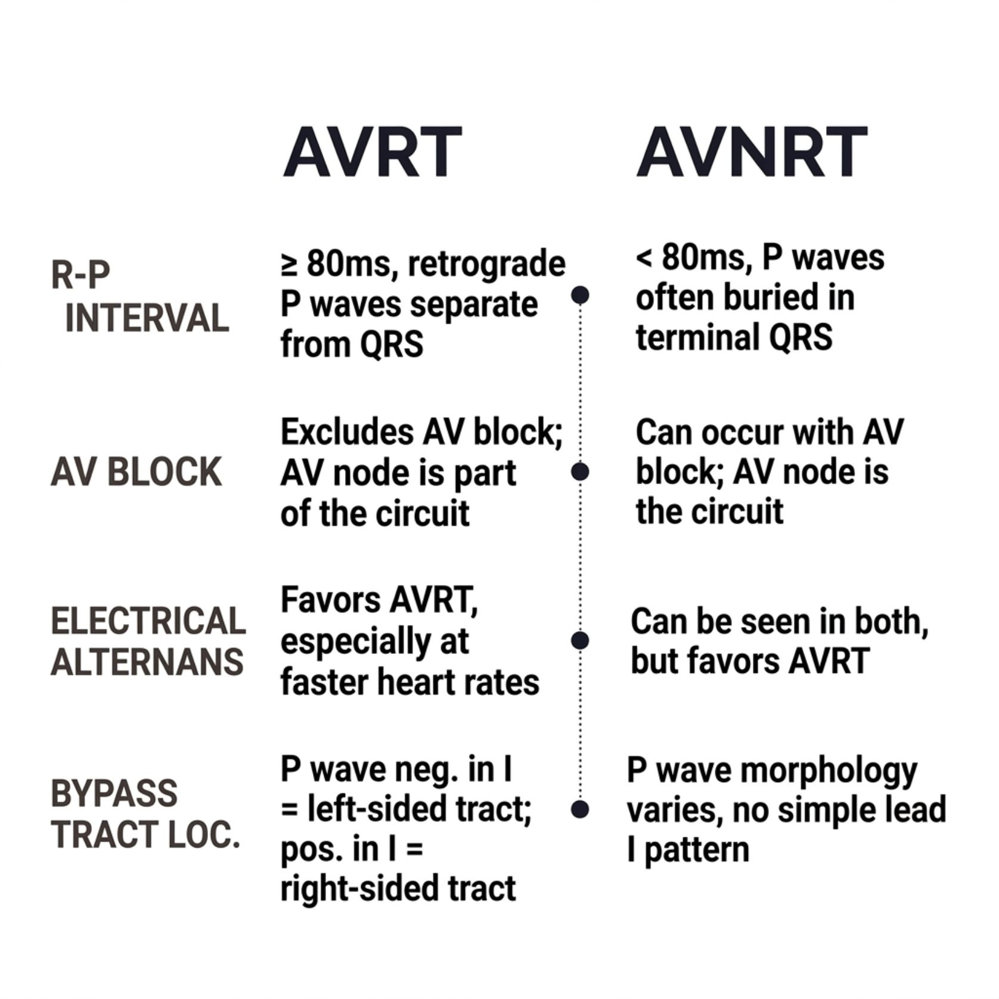 AVRT
AVNRT
R-P
INTERVAL
≥ 80ms, retrograde
P waves separate
from QRS
< 80ms, P waves
often buried in
terminal QRS
AV BLOCK
Excludes AV block;
AV node is part
of the circuit
Can occur with AV
block; AV node is
the circuit
ELECTRICAL
ALTERNANS
Favors AVRT,
especially at
faster heart rates
Can be seen in both,
but favors AVRT
BYPASS
TRACT LOC.
P wave neg. in I
= left-sided tract;
pos. in I =
right-sided tract
P wave morphology
varies, no simple lead
I pattern